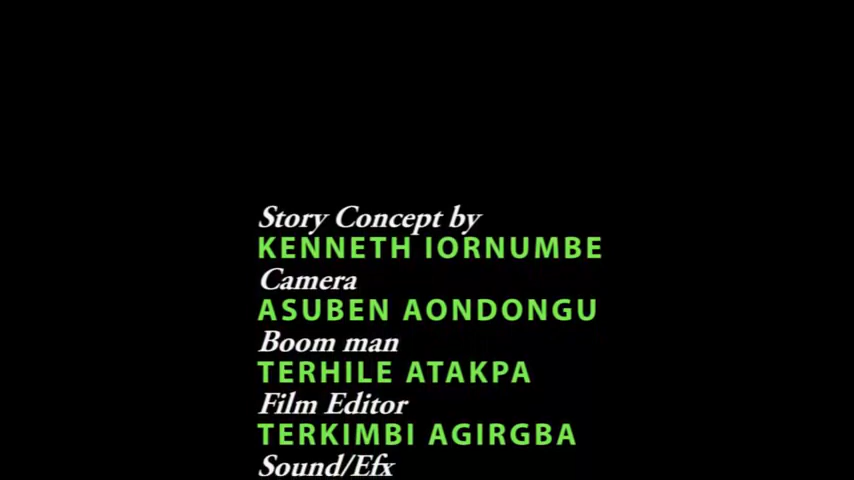 Story Concept by
KENNETH IORNUMBE
Camera
ASUBEN AONDONGU
Boom man
TERHILE ATAKPA
Film Editor
TERKIMBI AGIRGBA
Sound/Efx